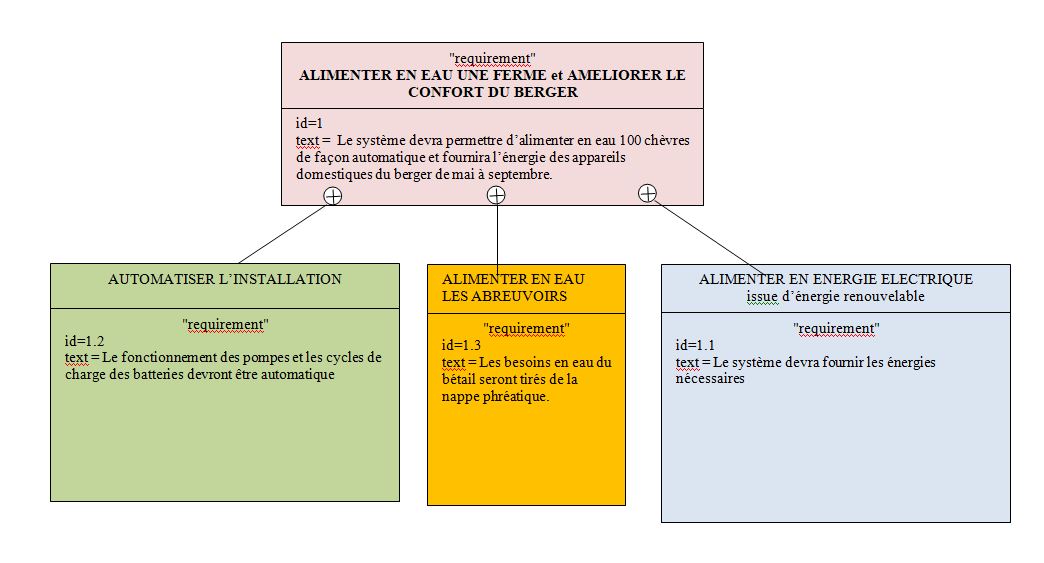 "requirement"
ALIMENTER EN EAU UNE FERME et AMELIORER LE
CONFORT DU BERGER
id=1
text = Le système devra permettre d’alimenter en eau 100 chèvres
de façon automatique et fournira l’énergie des appareils
domestiques du berger de mai à septembre.
AUTOMATISER L’INSTALLATION
"requirement"
id=1.2
text = Le fonctionnement des pompes et les cycles de
charge des batteries devront être automatique
ALIMENTER EN EAU
LES ABREUVOIRS
"requirement"
id=1.3
text = Les besoins en eau du
bétail seront tirés de la
nappe phréatique.
ALIMENTER EN ENERGIE ELECTRIQUE
issue d’énergie renouvelable
"requirement"
id=1.1
text = Le système devra fournir les énergies
nécessaires